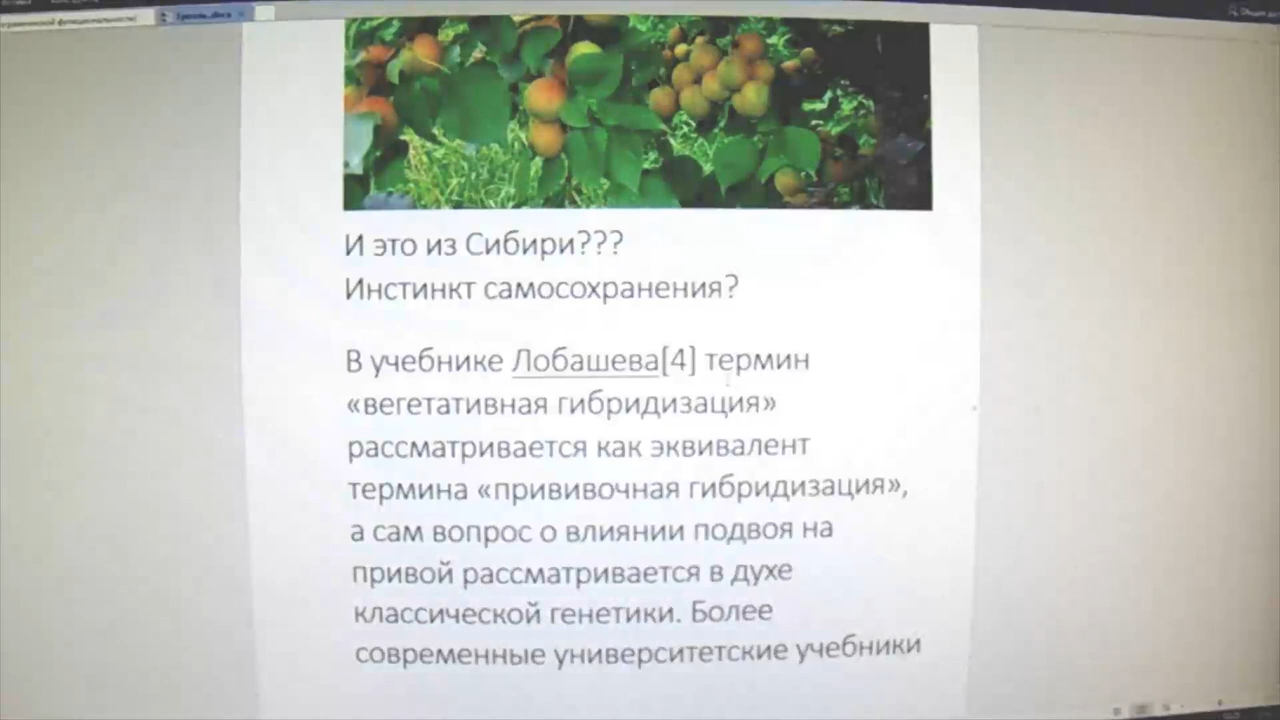 И это из Сибири???
Инстинкт самосохранения?
В учебнике Лобашева[4] термин
«вегетативная гибридизация»
рассматривается как эквивалент
термина «прививочная гибридизация»,
а сам вопрос о влиянии подвоя на
привой рассматривается в духе
классической генетики. Более
современные университетские учебники